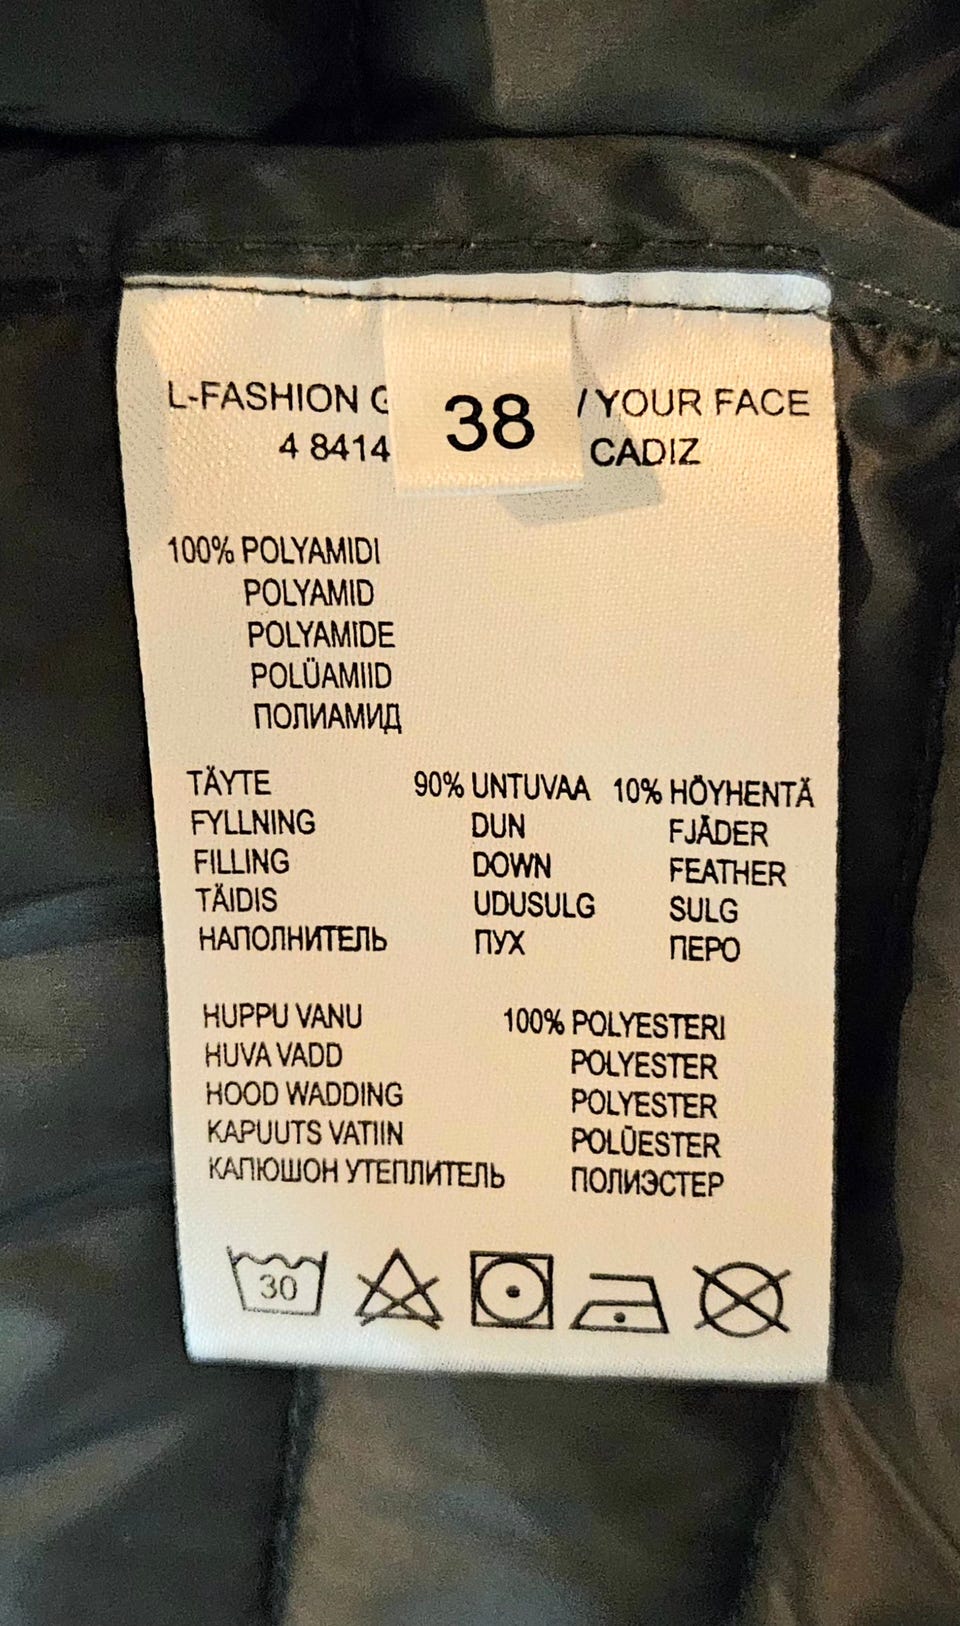 L-FASHION G 38 / YOUR FACE
4 8414 CADIZ
100% POLYAMIDI
POLYAMID
POLYAMIDE
POLÜAMIID
ПОЛИАМИД
TÄYTE 90% UNTUVAA 10% HÖYHENTÄ
FYLLNING DUN FJÄDER
FILLING DOWN FEATHER
TÄIDIS UDUSULG SULG
НАПОЛНИТЕЛЬ ПУХ ПЕРО
HUPPU VANU 100% POLYESTERI
HUVA VADD POLYESTER
HOOD WADDING POLYESTER
KAPUUTS VATIIN POLÜESTER
КАПЮШОН УТЕПЛИТЕЛЬ ПОЛИЭСТЕР
30